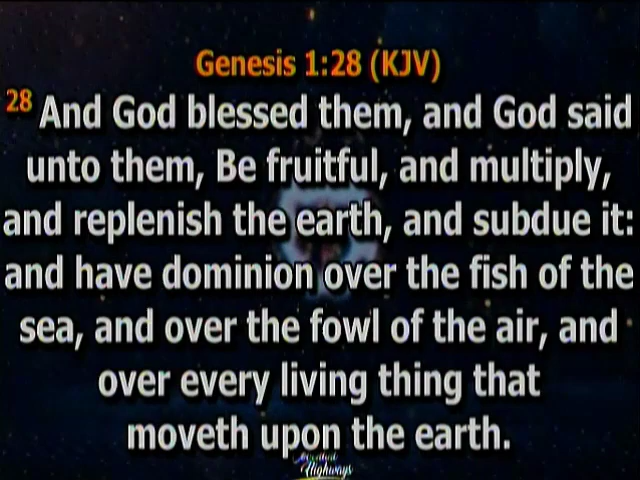 Genesis 1:28 (KJV)
28 And God blessed them, and God said
unto them, Be fruitful, and multiply,
and replenish the earth, and subdue it:
and have dominion over the fish of the
sea, and over the fowl of the air, and
over every living thing that
moveth upon the earth.
Highways